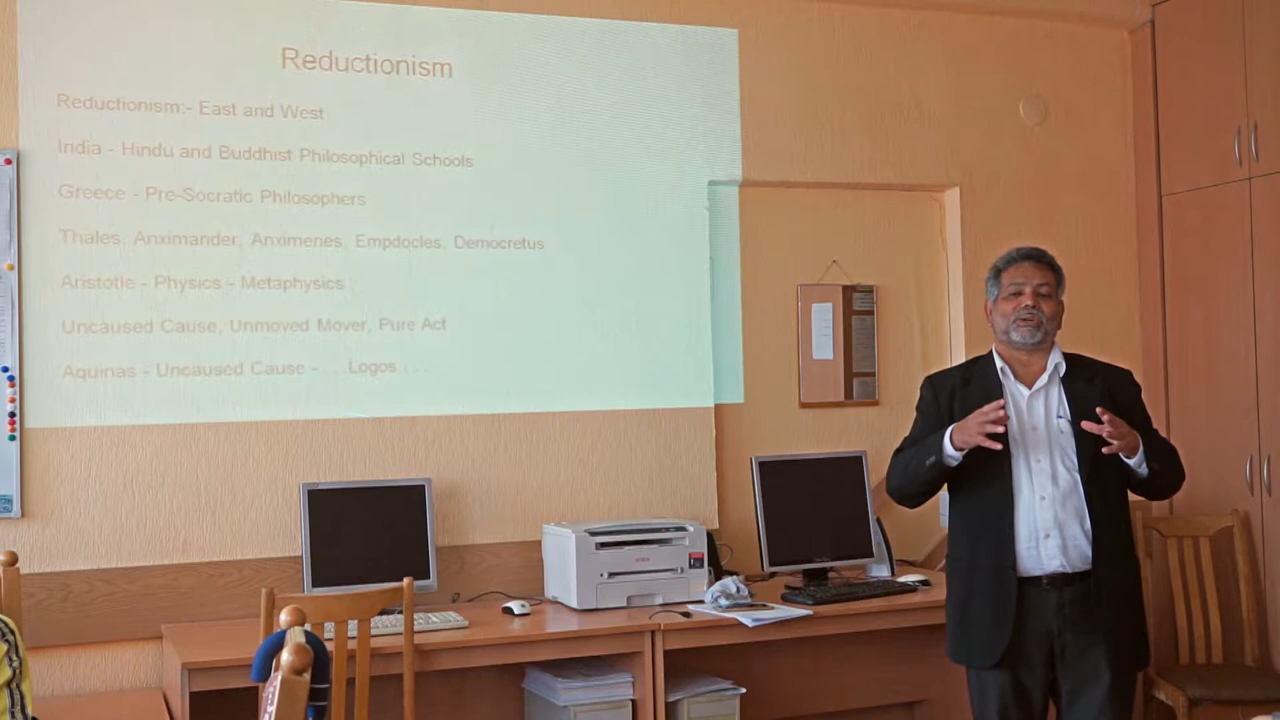 Reductionism
Reductionism:- East and West
India - Hindu and Buddhist Philosophical Schools
Greece - Pre-Socratic Philosophers
Thales, Anximander, Anximenes, Empdocles, Democretus
Aristotle - Physics - Metaphysics
Uncaused Cause, Unmoved Mover, Pure Act
Aquinas - Uncaused Cause - . . Logos . . .